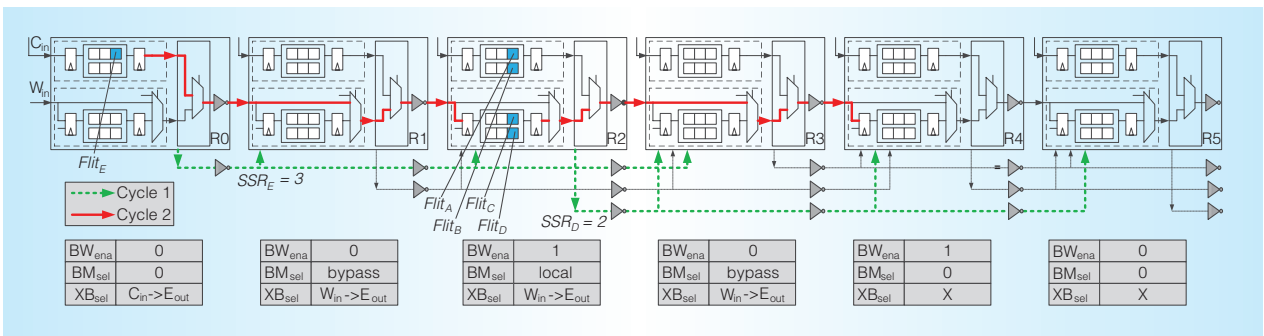 C_in
W_in
R0
R1
R2
R3
R4
R5
Flit_E
SSR_E = 3
Flit_A
Flit_B
Flit_C
Flit_D
SSR_D = 2
Cycle 1
Cycle 2
BW_ena 0
BM_sel 0
XB_sel C_in->E_out
BW_ena 0
BM_sel bypass
XB_sel W_in->E_out
BW_ena 1
BM_sel local
XB_sel W_in->E_out
BW_ena 0
BM_sel bypass
XB_sel W_in->E_out
BW_ena 1
BM_sel 0
XB_sel X
BW_ena 0
BM_sel 0
XB_sel X